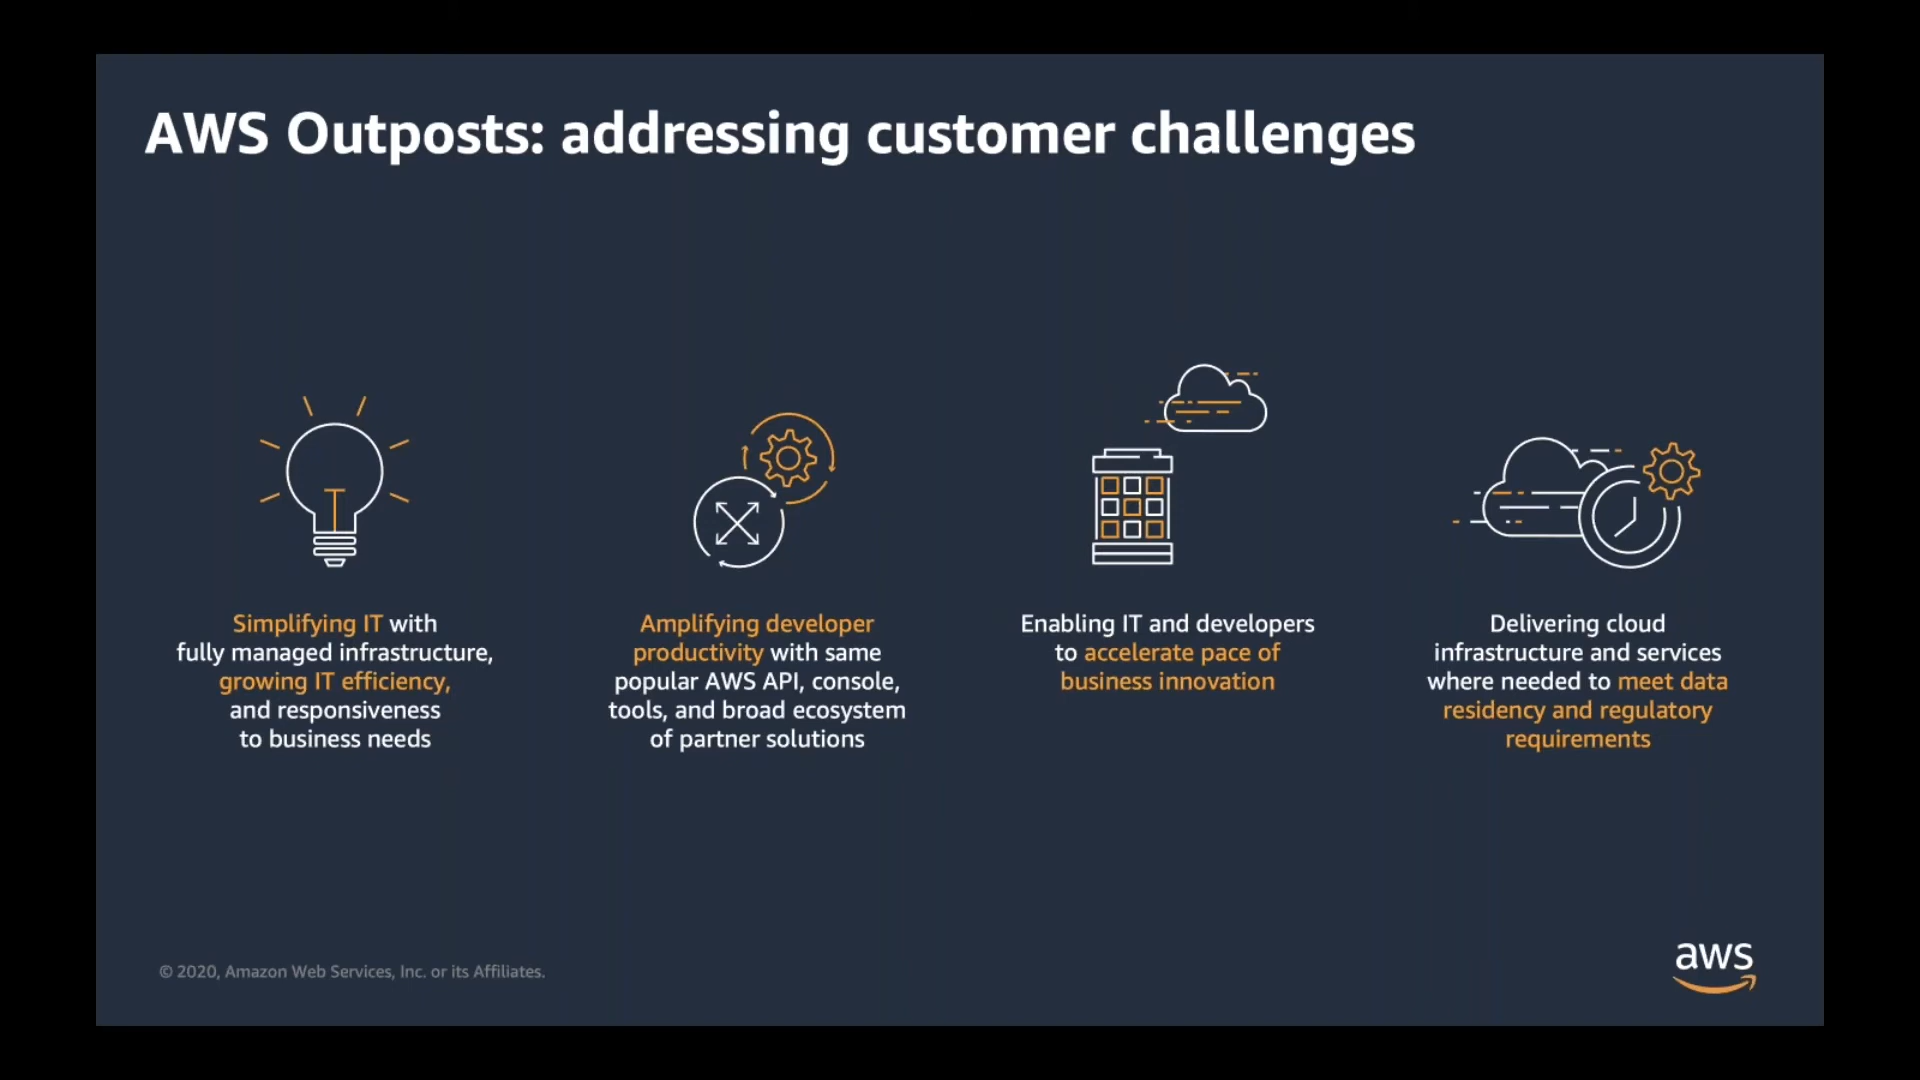 AWS Outposts: addressing customer challenges
Simplifying IT with
fully managed infrastructure,
growing IT efficiency,
and responsiveness
to business needs
Amplifying developer
productivity with same
popular AWS API, console,
tools, and broad ecosystem
of partner solutions
Enabling IT and developers
to accelerate pace of
business innovation
Delivering cloud
infrastructure and services
where needed to meet data
residency and regulatory
requirements
© 2020, Amazon Web Services, Inc. or its Affiliates.
aws